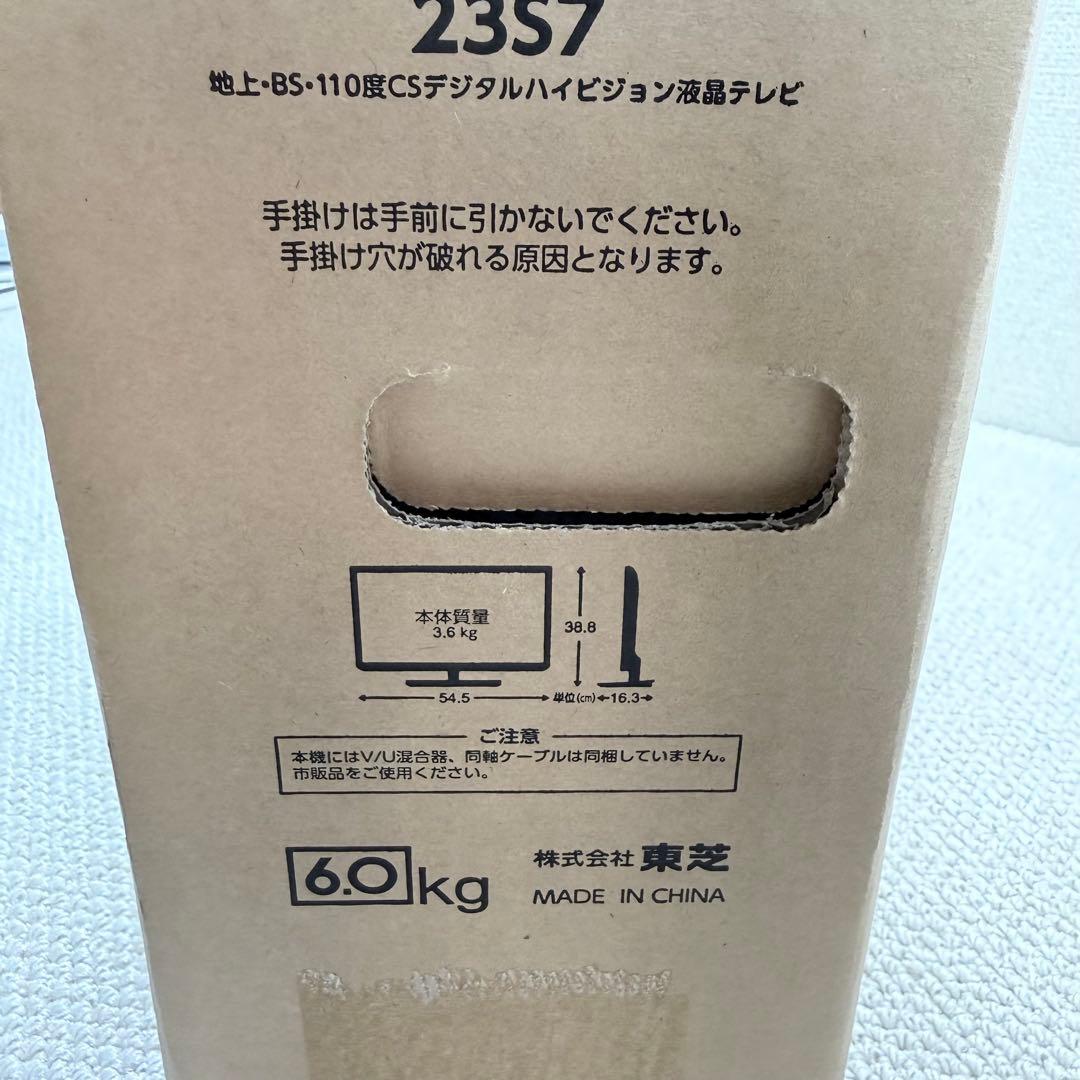 23S7
地上・BS・110度CSデジタルハイビジョン液晶テレビ
手掛けは手前に引かないでください。
手掛け穴が破れる原因となります。
本体質量
3.6 kg
38.8
54.5
単位(cm)
16.3
ご注意
本機にはV/U混合器、同軸ケーブルは同梱していません。
市販品をご使用ください。
6.0kg
株式会社 東芝
MADE IN CHINA